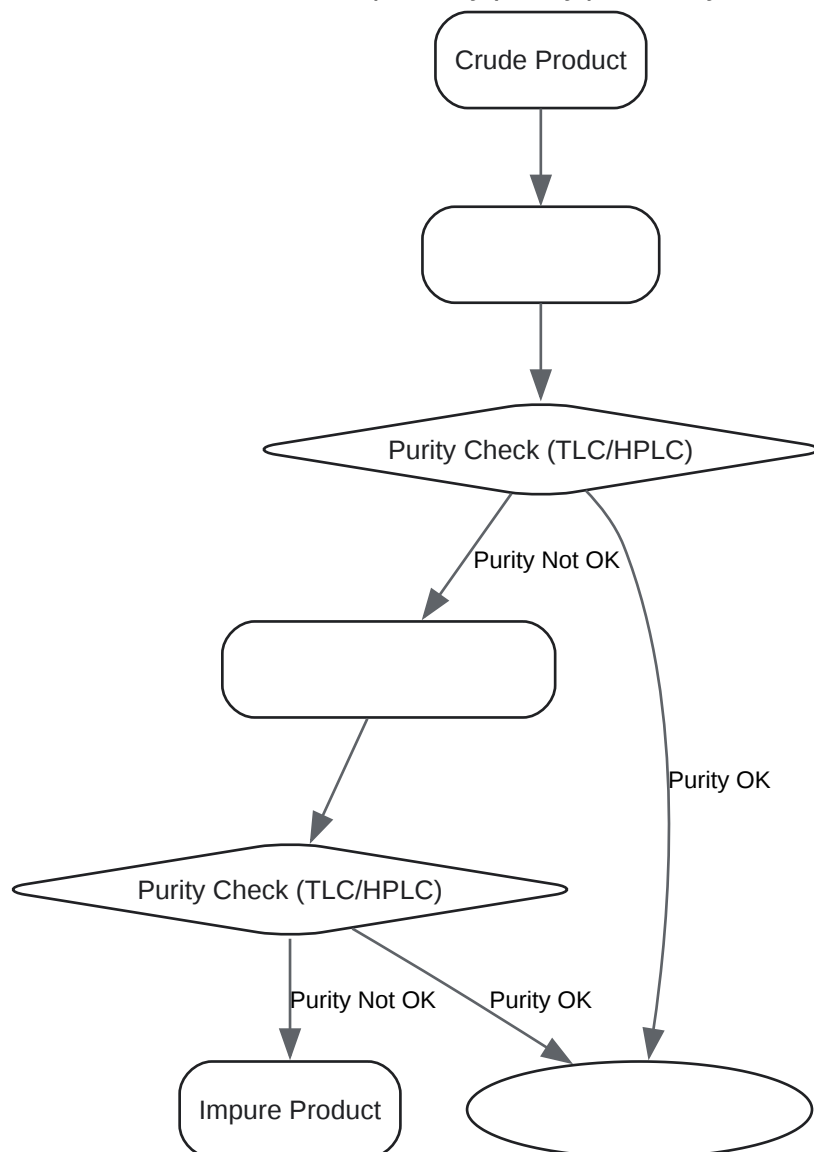 Crude Product
Purity Check (TLC/HPLC)
Purity Not OK
Purity OK
Purity Check (TLC/HPLC)
Purity Not OK
Purity OK
Impure Product